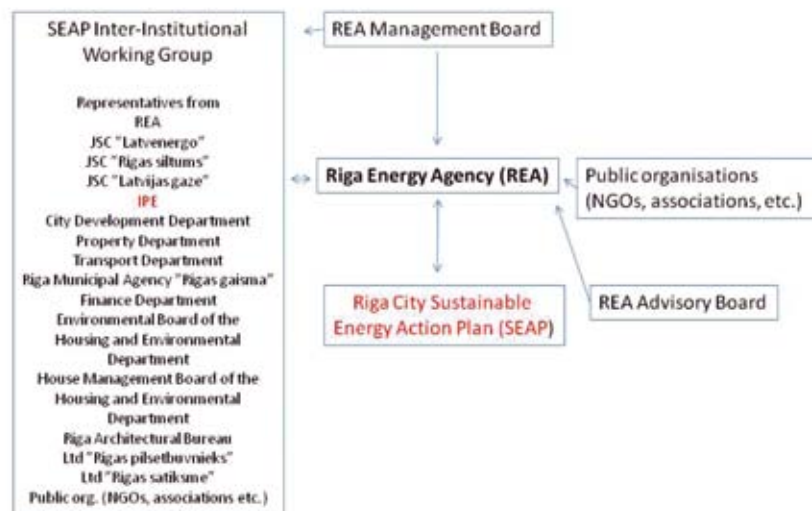 SEAP Inter-Institutional
Working Group
Representatives from
REA
JSC "Latvenergo"
JSC "Rigas siltums"
JSC "Latvijas gaze"
IPE
City Development Department
Property Department
Transport Department
Riga Municipal Agency "Rigas gaisma"
Finance Department
Environmental Board of the
Housing and Environmental
Department
House Management Board of the
Housing and Environmental
Department
Riga Architectural Bureau
Ltd "Rigas pilsetbuvnieks"
Ltd "Rigas satiksme"
Public org. (NGOs, associations etc.)
REA Management Board
Riga Energy Agency (REA)
Public organisations
(NGOs, associations, etc.)
Riga City Sustainable
Energy Action Plan (SEAP)
REA Advisory Board